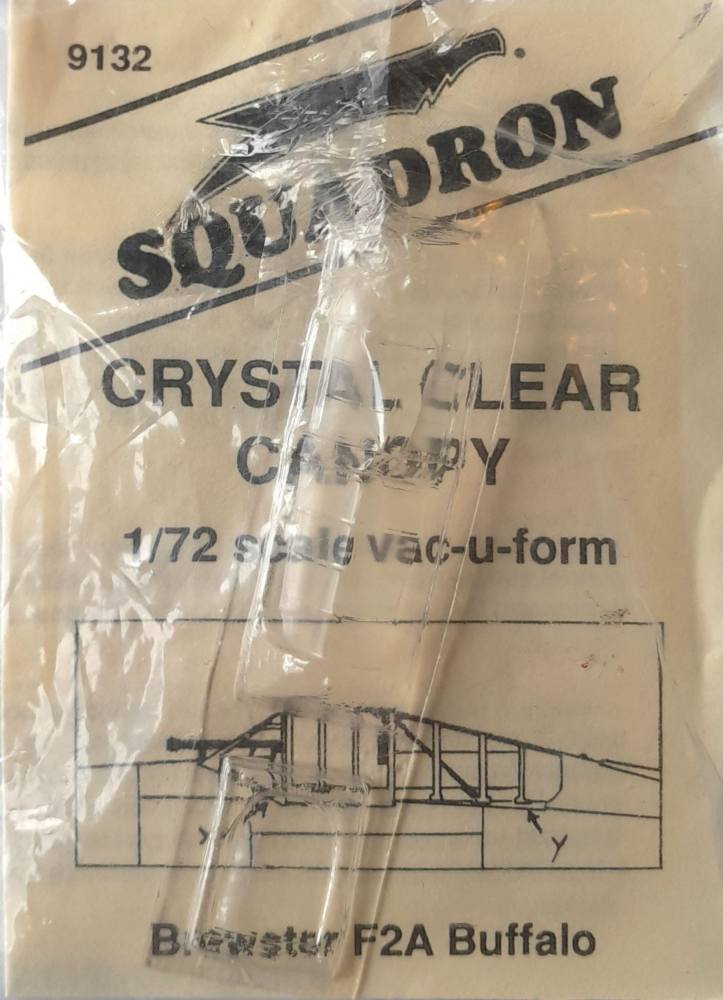 9132
SQUADRON
CRYSTAL CLEAR
CANOPY
1/72 scale vac-u-form
X
Y
Brewster F2A Buffalo